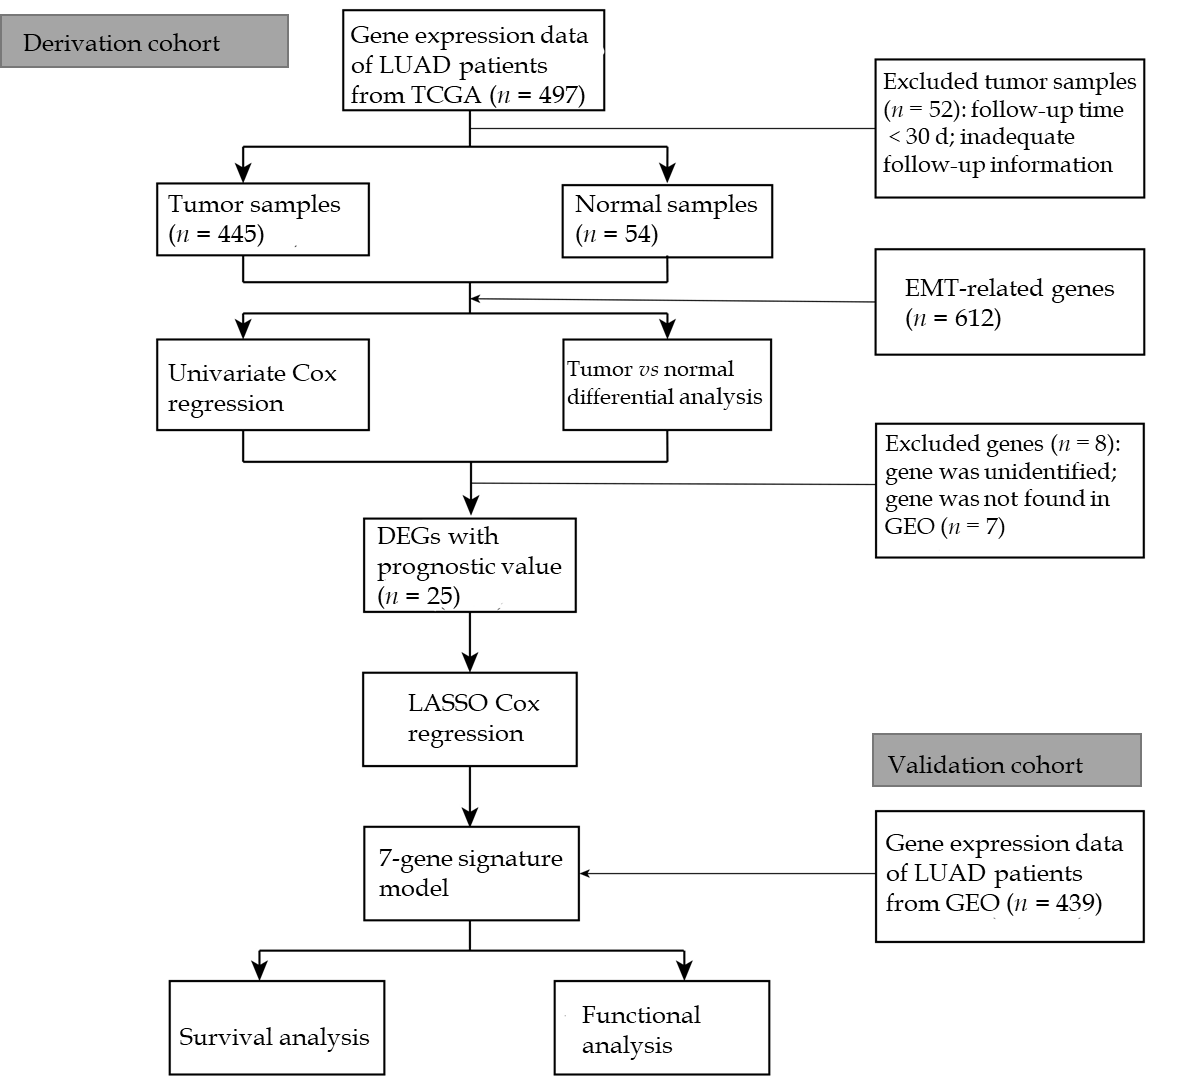 Derivation cohort
Gene expression data
of LUAD patients
from TCGA (n = 497)
Excluded tumor samples
(n = 52): follow-up time
< 30 d; inadequate
follow-up information
Tumor samples
(n = 445)
Normal samples
(n = 54)
EMT-related genes
(n = 612)
Univariate Cox
regression
Tumor vs normal
differential analysis
Excluded genes (n = 8):
gene was unidentified;
gene was not found in
GEO (n = 7)
DEGs with
prognostic value
(n = 25)
LASSO Cox
regression
Validation cohort
7-gene signature
model
Gene expression data
of LUAD patients
from GEO (n = 439)
Survival analysis
Functional
analysis